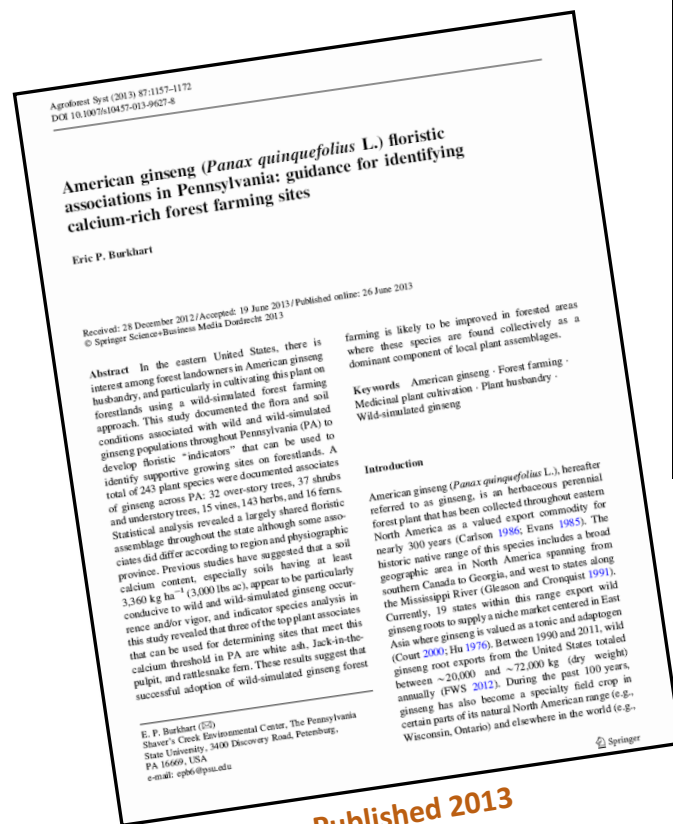 Agroforest Syst (2013) 87:1157–1172
DOI 10.1007/s10457-013-9627-8
American ginseng (Panax quinquefolius L.) floristic
associations in Pennsylvania: guidance for identifying
calcium-rich forest farming sites
Eric P. Burkhart
Received: 28 December 2012 / Accepted: 19 June 2013 / Published online: 26 June 2013
© Springer Science+Business Media Dordrecht 2013
Abstract In the eastern United States, there is
interest among forest landowners in American ginseng
husbandry, and particularly in cultivating this plant on
forestlands using a wild-simulated forest farming
approach. This study documented the flora and soil
conditions associated with wild and wild-simulated
ginseng populations throughout Pennsylvania (PA) to
develop floristic “indicators” that can be used to
identify supportive growing sites on forestlands. A
total of 243 plant species were documented associates
of ginseng across PA: 32 over-story trees, 37 shrubs
and understory trees, 15 vines, 143 herbs, and 16 ferns.
Statistical analysis revealed a largely shared floristic
assemblage throughout the state although some asso-
ciates did differ according to region and physiographic
province. Previous studies have suggested that a soil
calcium content, especially soils having at least
3,360 kg ha−1 (3,000 lbs ac), appear to be particularly
conducive to wild and wild-simulated ginseng occur-
rence and/or vigor, and indicator species analysis in
this study revealed that three of the top plant associates
that can be used for determining sites that meet this
calcium threshold in PA are white ash, Jack-in-the-
pulpit, and rattlesnake fern. These results suggest that
successful adoption of wild-simulated ginseng forest
E. P. Burkhart (✉)
Shaver's Creek Environmental Center, The Pennsylvania
State University, 3400 Discovery Road, Petersburg,
PA 16669, USA
e-mail: epb6@psu.edu
farming is likely to be improved in forested areas
where these species are found collectively as a
dominant component of local plant assemblages.
Keywords American ginseng · Forest farming ·
Medicinal plant cultivation · Plant husbandry ·
Wild-simulated ginseng
Introduction
American ginseng (Panax quinquefolius L.), hereafter
referred to as ginseng, is an herbaceous perennial
forest plant that has been collected throughout eastern
North America as a valued export commodity for
nearly 300 years (Carlson 1986; Evans 1985). The
historic native range of this species includes a broad
geographic area in North America spanning from
southern Canada to Georgia, and west to states along
the Mississippi River (Gleason and Cronquist 1991).
Currently, 19 states within this range export wild
ginseng roots to supply a niche market centered in East
Asia where ginseng is valued as a tonic and adaptogen
(Court 2000; Hu 1976). Between 1990 and 2011, wild
ginseng root exports from the United States totaled
between ~20,000 and ~72,000 kg (dry weight)
annually (FWS 2012). During the past 100 years,
ginseng has also become a specialty field crop in
certain parts of its natural North American range (e.g.,
Wisconsin, Ontario) and elsewhere in the world (e.g.,
Springer
Published 2013